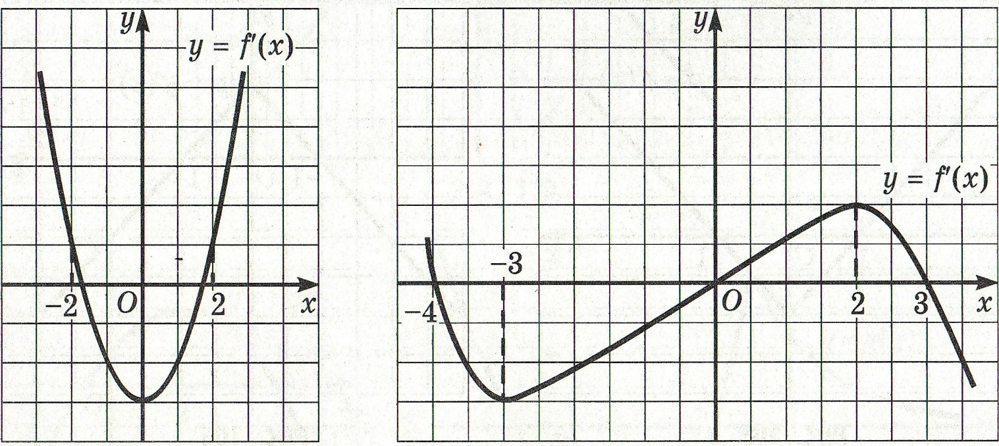 y
y = f'(x)
−2
O
2
x
y
y = f'(x)
−3
−4
O
2
3
x